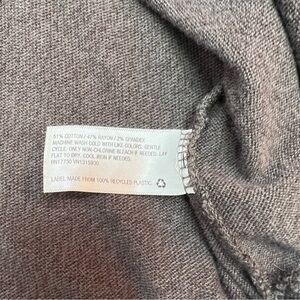 51% COTTON / 47% RAYON / 2% SPANDEX
MACHINE WASH COLD WITH LIKE COLORS. GENTLE
CYCLE. ONLY NON-CHLORINE BLEACH IF NEEDED. LAY
FLAT TO DRY. COOL IRON IF NEEDED.
RN17730
LABEL MADE FROM 100% RECYCLED PLASTIC.